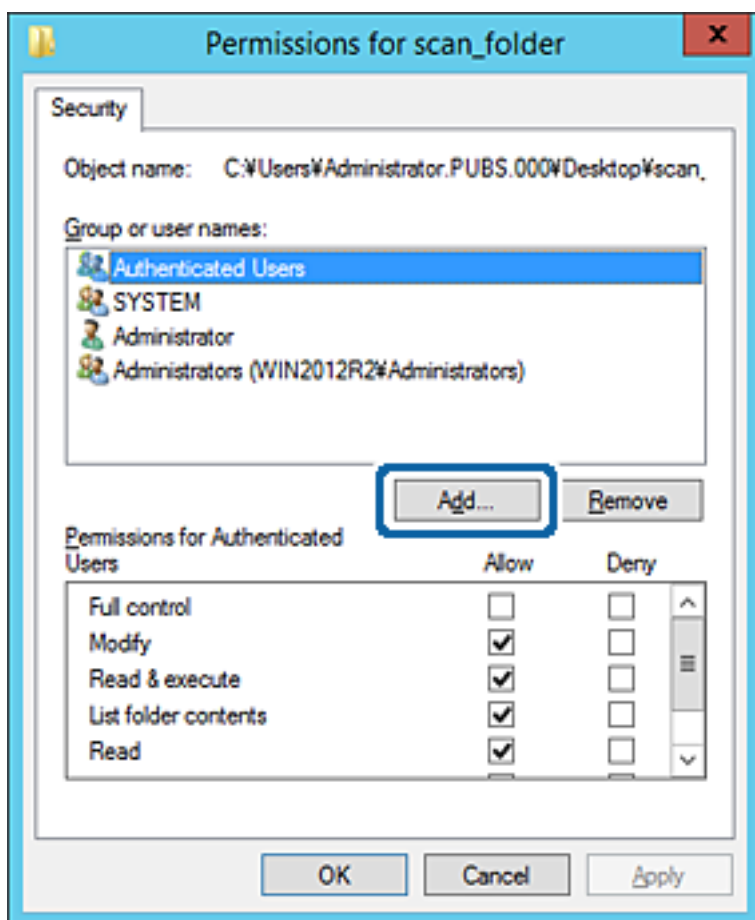 Permissions for scan_folder
x
Security
Object name: C:¥Users¥Administrator.PUBS.000¥Desktop¥scan_
Group or user names:
Authenticated Users
SYSTEM
Administrator
Administrators (WIN2012R2¥Administrators)
Add...
Remove
Permissions for Authenticated
Users
Allow
Deny
Full control
Modify
Read & execute
List folder contents
Read
OK
Cancel
Apply